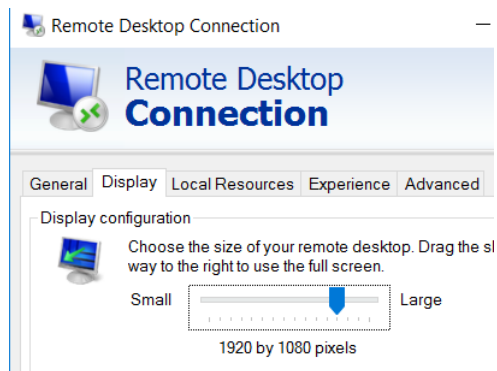 Remote Desktop Connection
Remote Desktop
Connection
General Display Local Resources Experience Advanced
Display configuration
Choose the size of your remote desktop. Drag the
way to the right to use the full screen.
Small Large
1920 by 1080 pixels